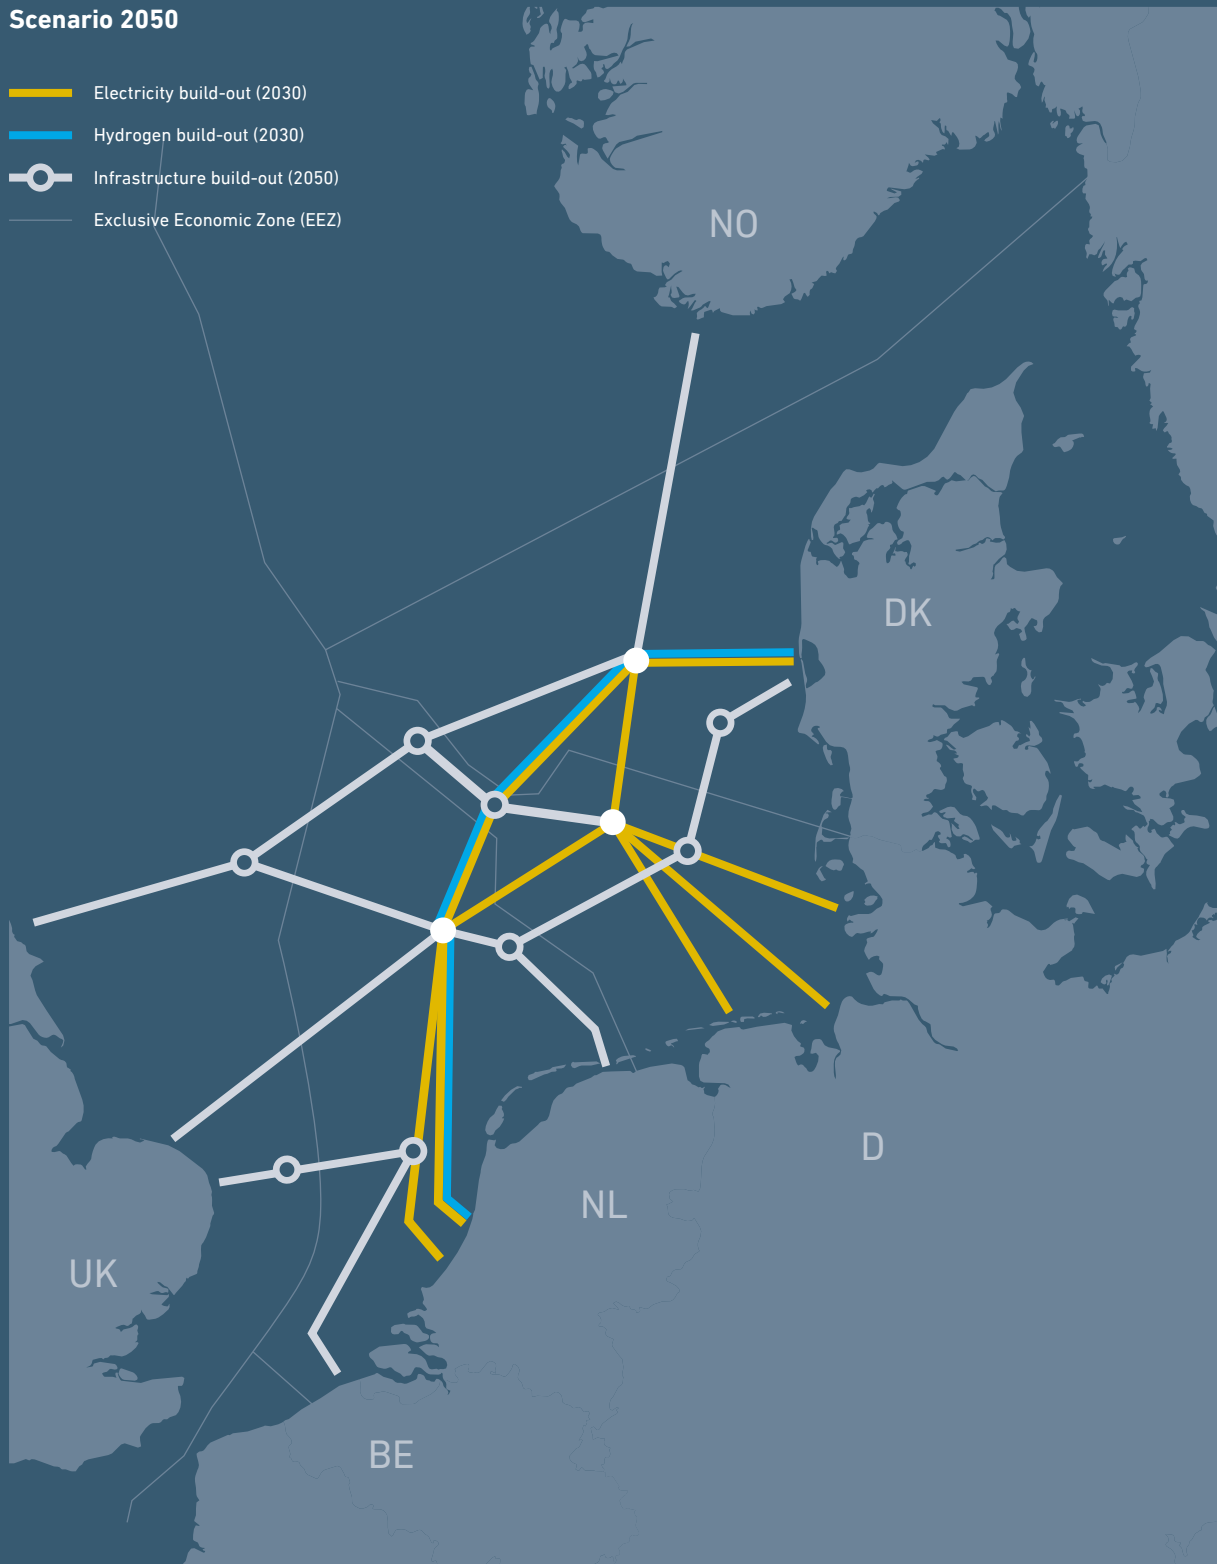 Scenario 2050
Electricity build-out (2030)
Hydrogen build-out (2030)
Infrastructure build-out (2050)
Exclusive Economic Zone (EEZ)
NO
DK
D
NL
UK
BE